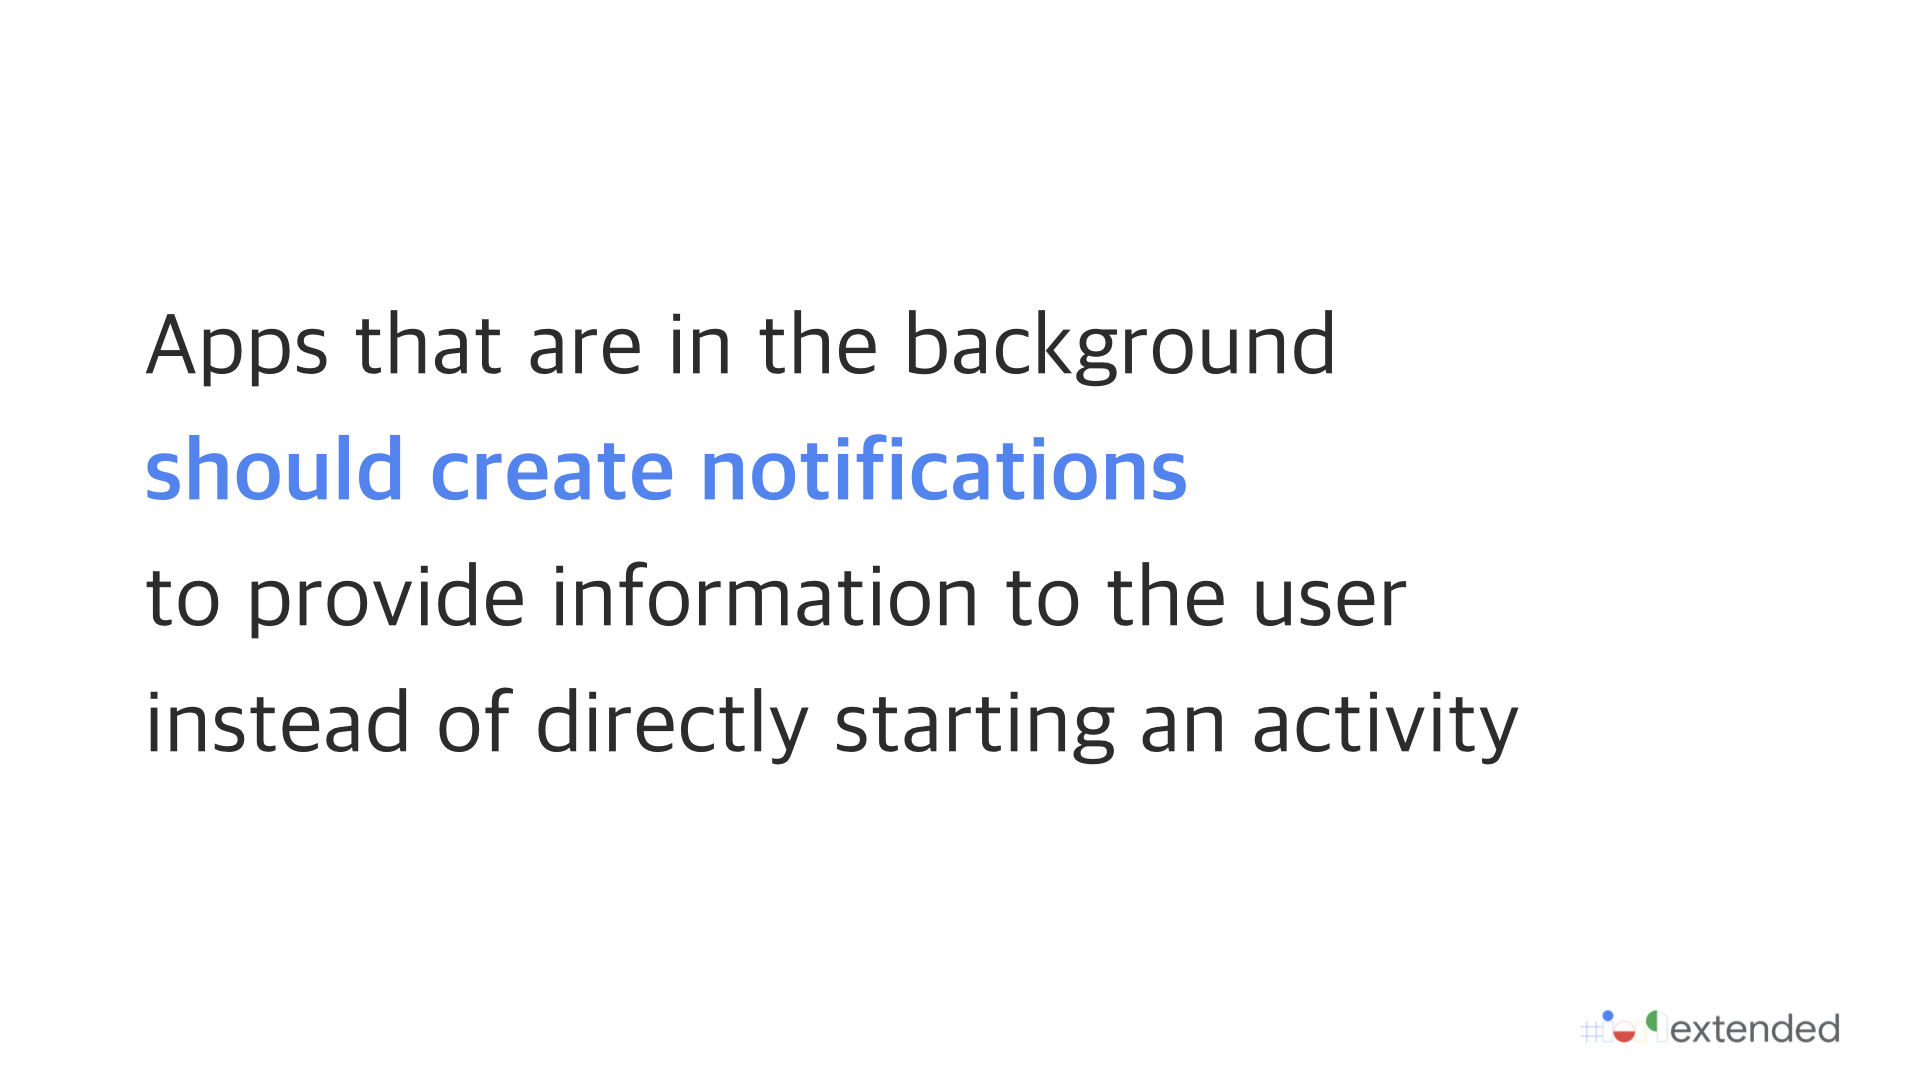 Apps that are in the background
should create notifications
to provide information to the user
instead of directly starting an activity
#io19extended